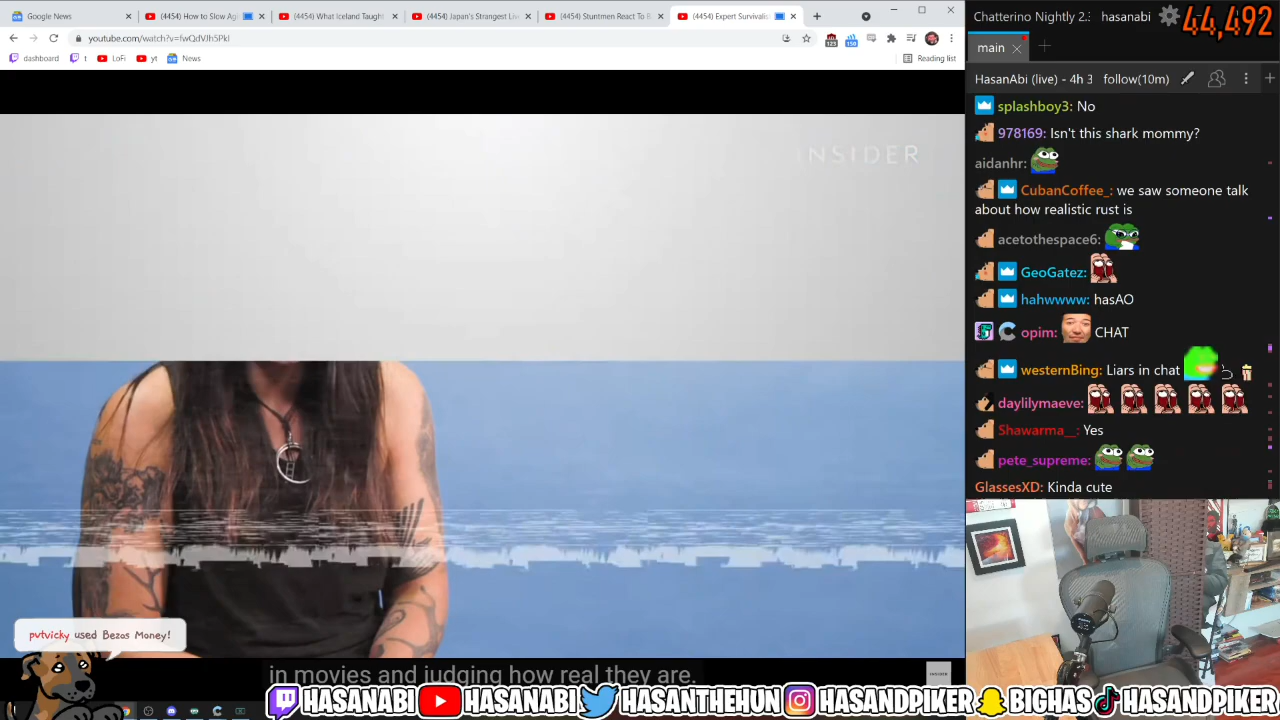 Google News
(4454) How to Slow Ag
(4454) What Iceland Taught
(4454) Japan's Strangest Live
(4454) Stuntmen React To B
(4454) Expert Survivalis
Chatterino Nightly 2.
hasanabi
44,492
youtube.com/watch?v=fwQdVJh5PkI
123
150
main
dashboard
t
LoFi
yt
News
Reading list
HasanAbi (live) - 4h 3
follow(10m)
splashboy3: No
978169: Isn't this shark mommy?
aidanhr:
CubanCoffee_: we saw someone talk
about how realistic rust is
acetothespace6:
GeoGatez:
hahwwww: hasAO
opim: CHAT
westernBing: Liars in chat
daylilymaeve:
Shawarma__: Yes
pete_supreme:
GlassesXD: Kinda cute
NSIDER
pvtvicky used Bezos Money!
in movies and judging how real they are.
INSIDER
HASANABI
HASANABI
HASANTHEHUN
HASANDPIKER
BIGHAS
HASANDPIKER